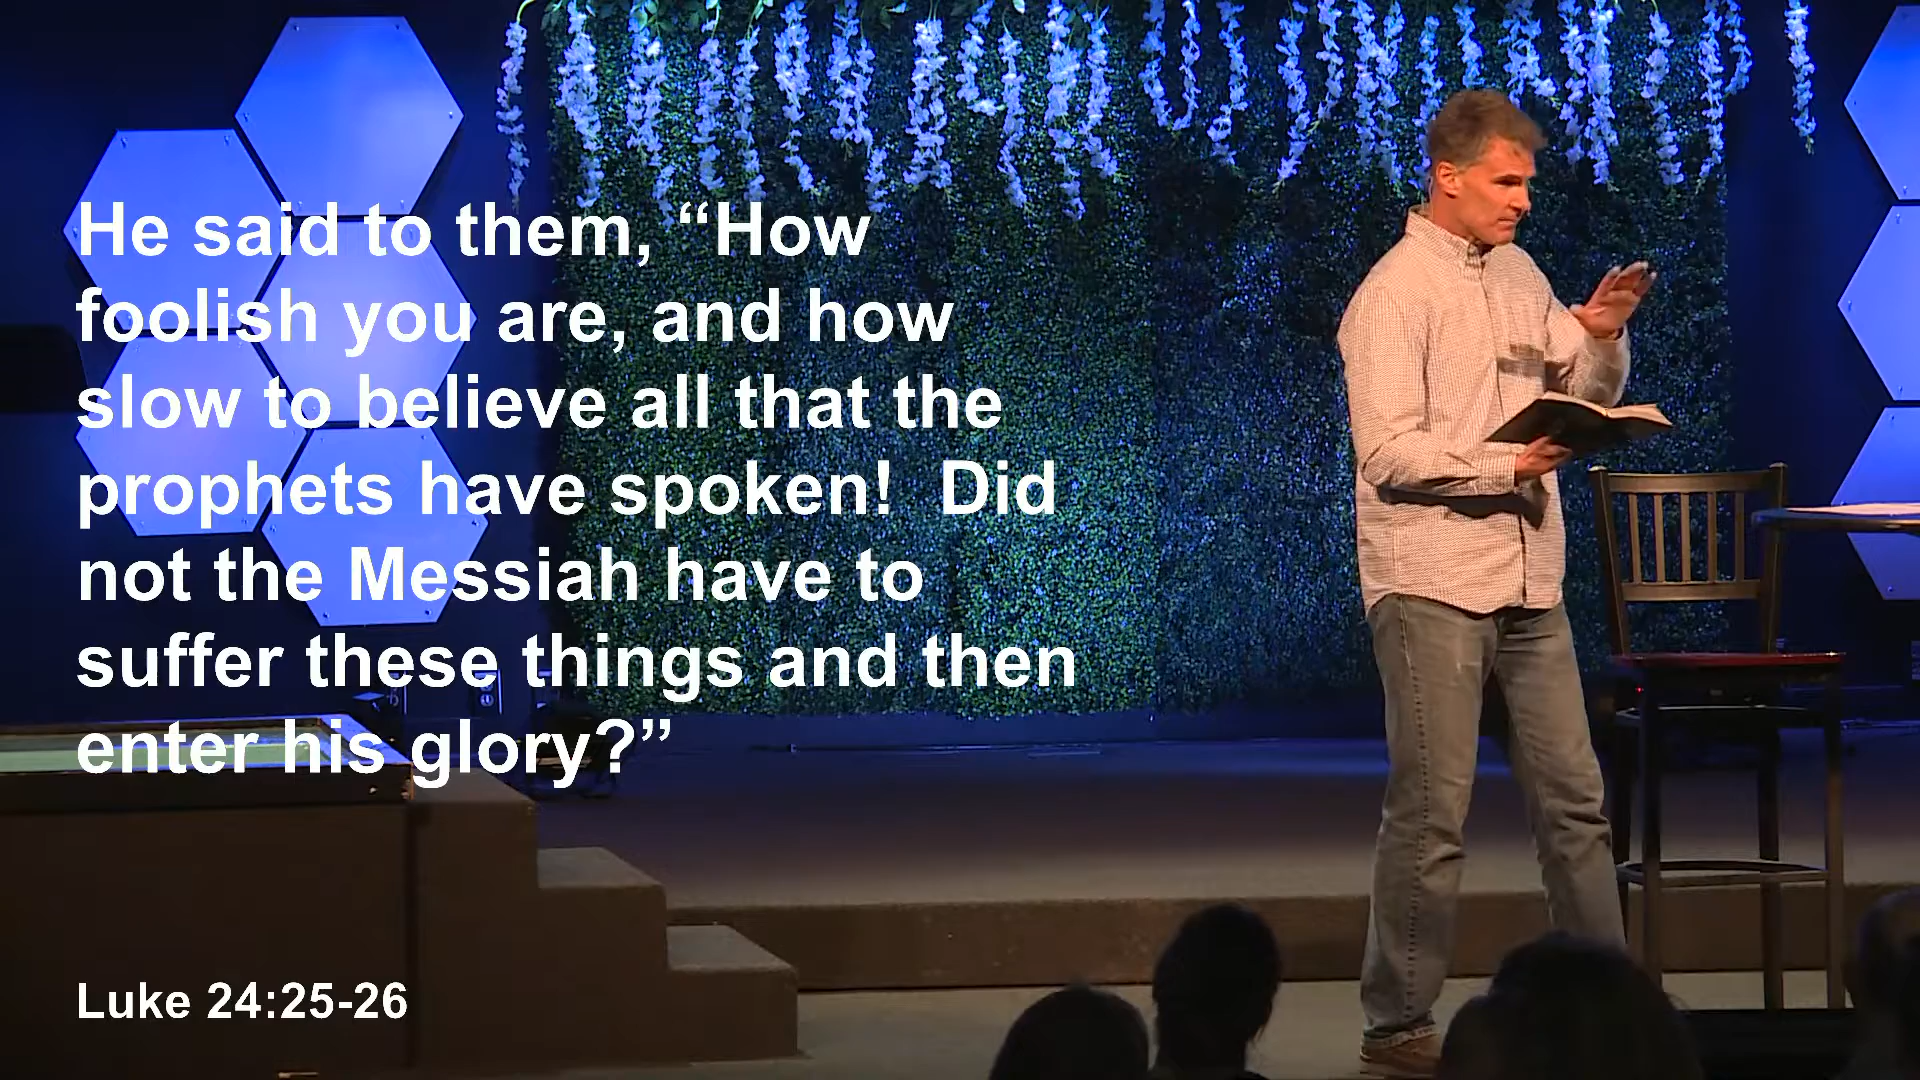 He said to them, “How
foolish you are, and how
slow to believe all that the
prophets have spoken!  Did
not the Messiah have to
suffer these things and then
enter his glory?”
Luke 24:25-26